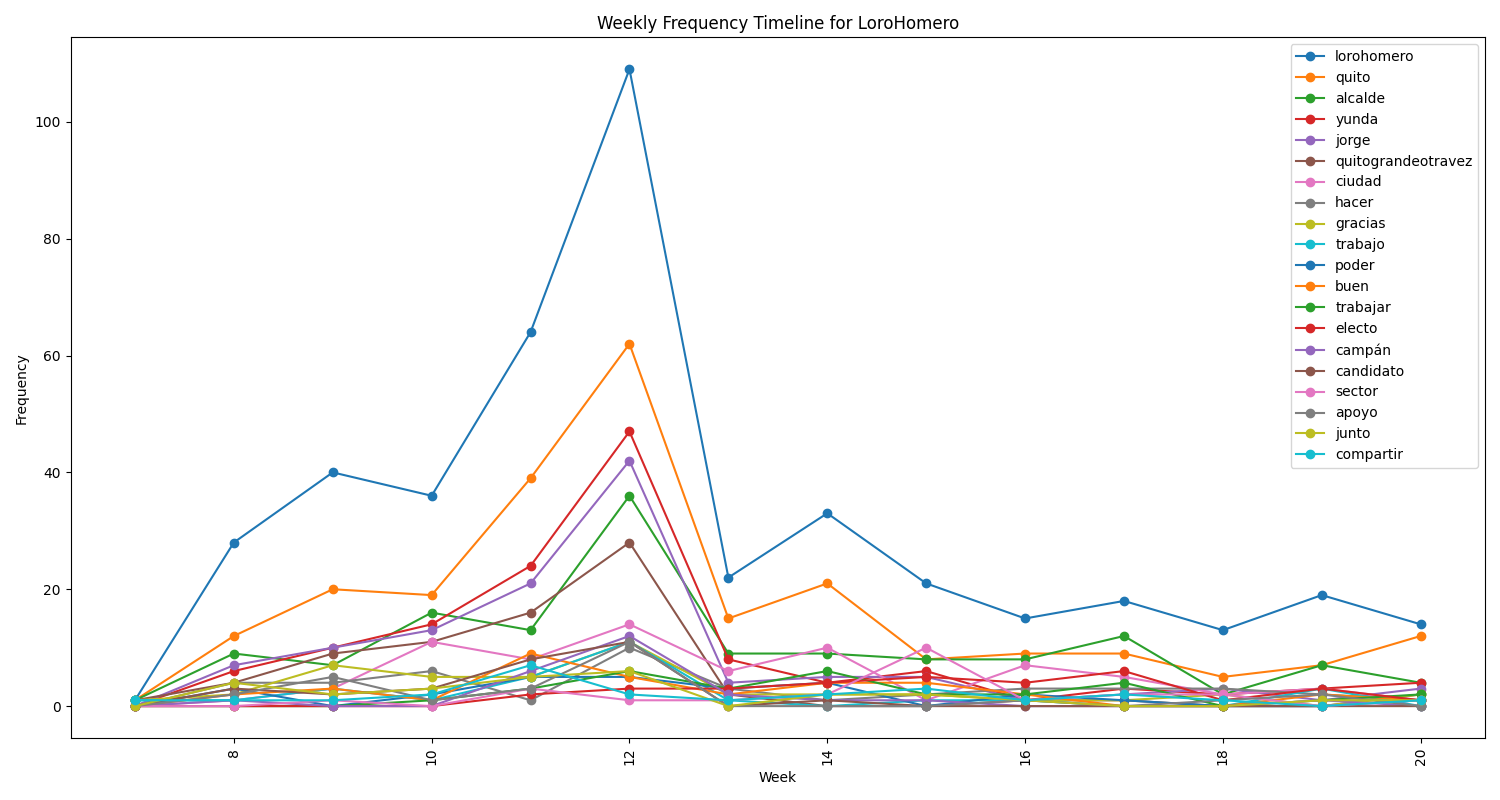 Weekly Frequency Timeline for LoroHomero
lorohomero
quito
alcalde
yunda
jorge
quitograndeotravez
ciudad
hacer
gracias
trabajo
poder
buen
trabajar
electo
campán
candidato
sector
apoyo
junto
compartir
Frequency
100
80
60
40
20
0
8
10
12
14
16
18
20
Week